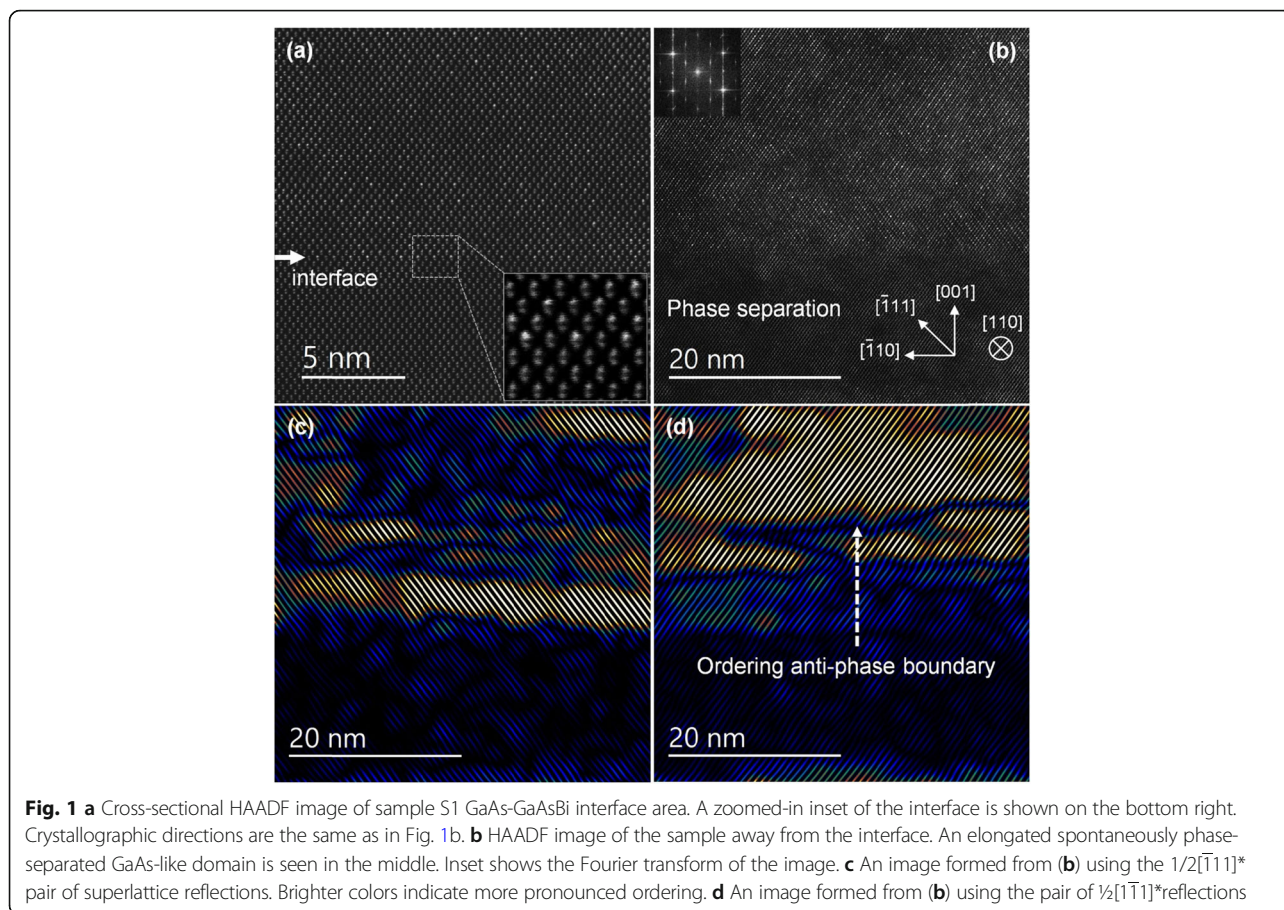 (a)
interface
5 nm
(b)
Phase separation
[1̅11]
[001]
[1̅10]
[110]
20 nm
(c)
20 nm
(d)
Ordering anti-phase boundary
20 nm
Fig. 1 a Cross-sectional HAADF image of sample S1 GaAs-GaAsBi interface area. A zoomed-in inset of the interface is shown on the bottom right.
Crystallographic directions are the same as in Fig. 1b. b HAADF image of the sample away from the interface. An elongated spontaneously phase-
separated GaAs-like domain is seen in the middle. Inset shows the Fourier transform of the image. c An image formed from (b) using the 1/2[1̅11]*
pair of superlattice reflections. Brighter colors indicate more pronounced ordering. d An image formed from (b) using the pair of ½[11̅1]*reflections